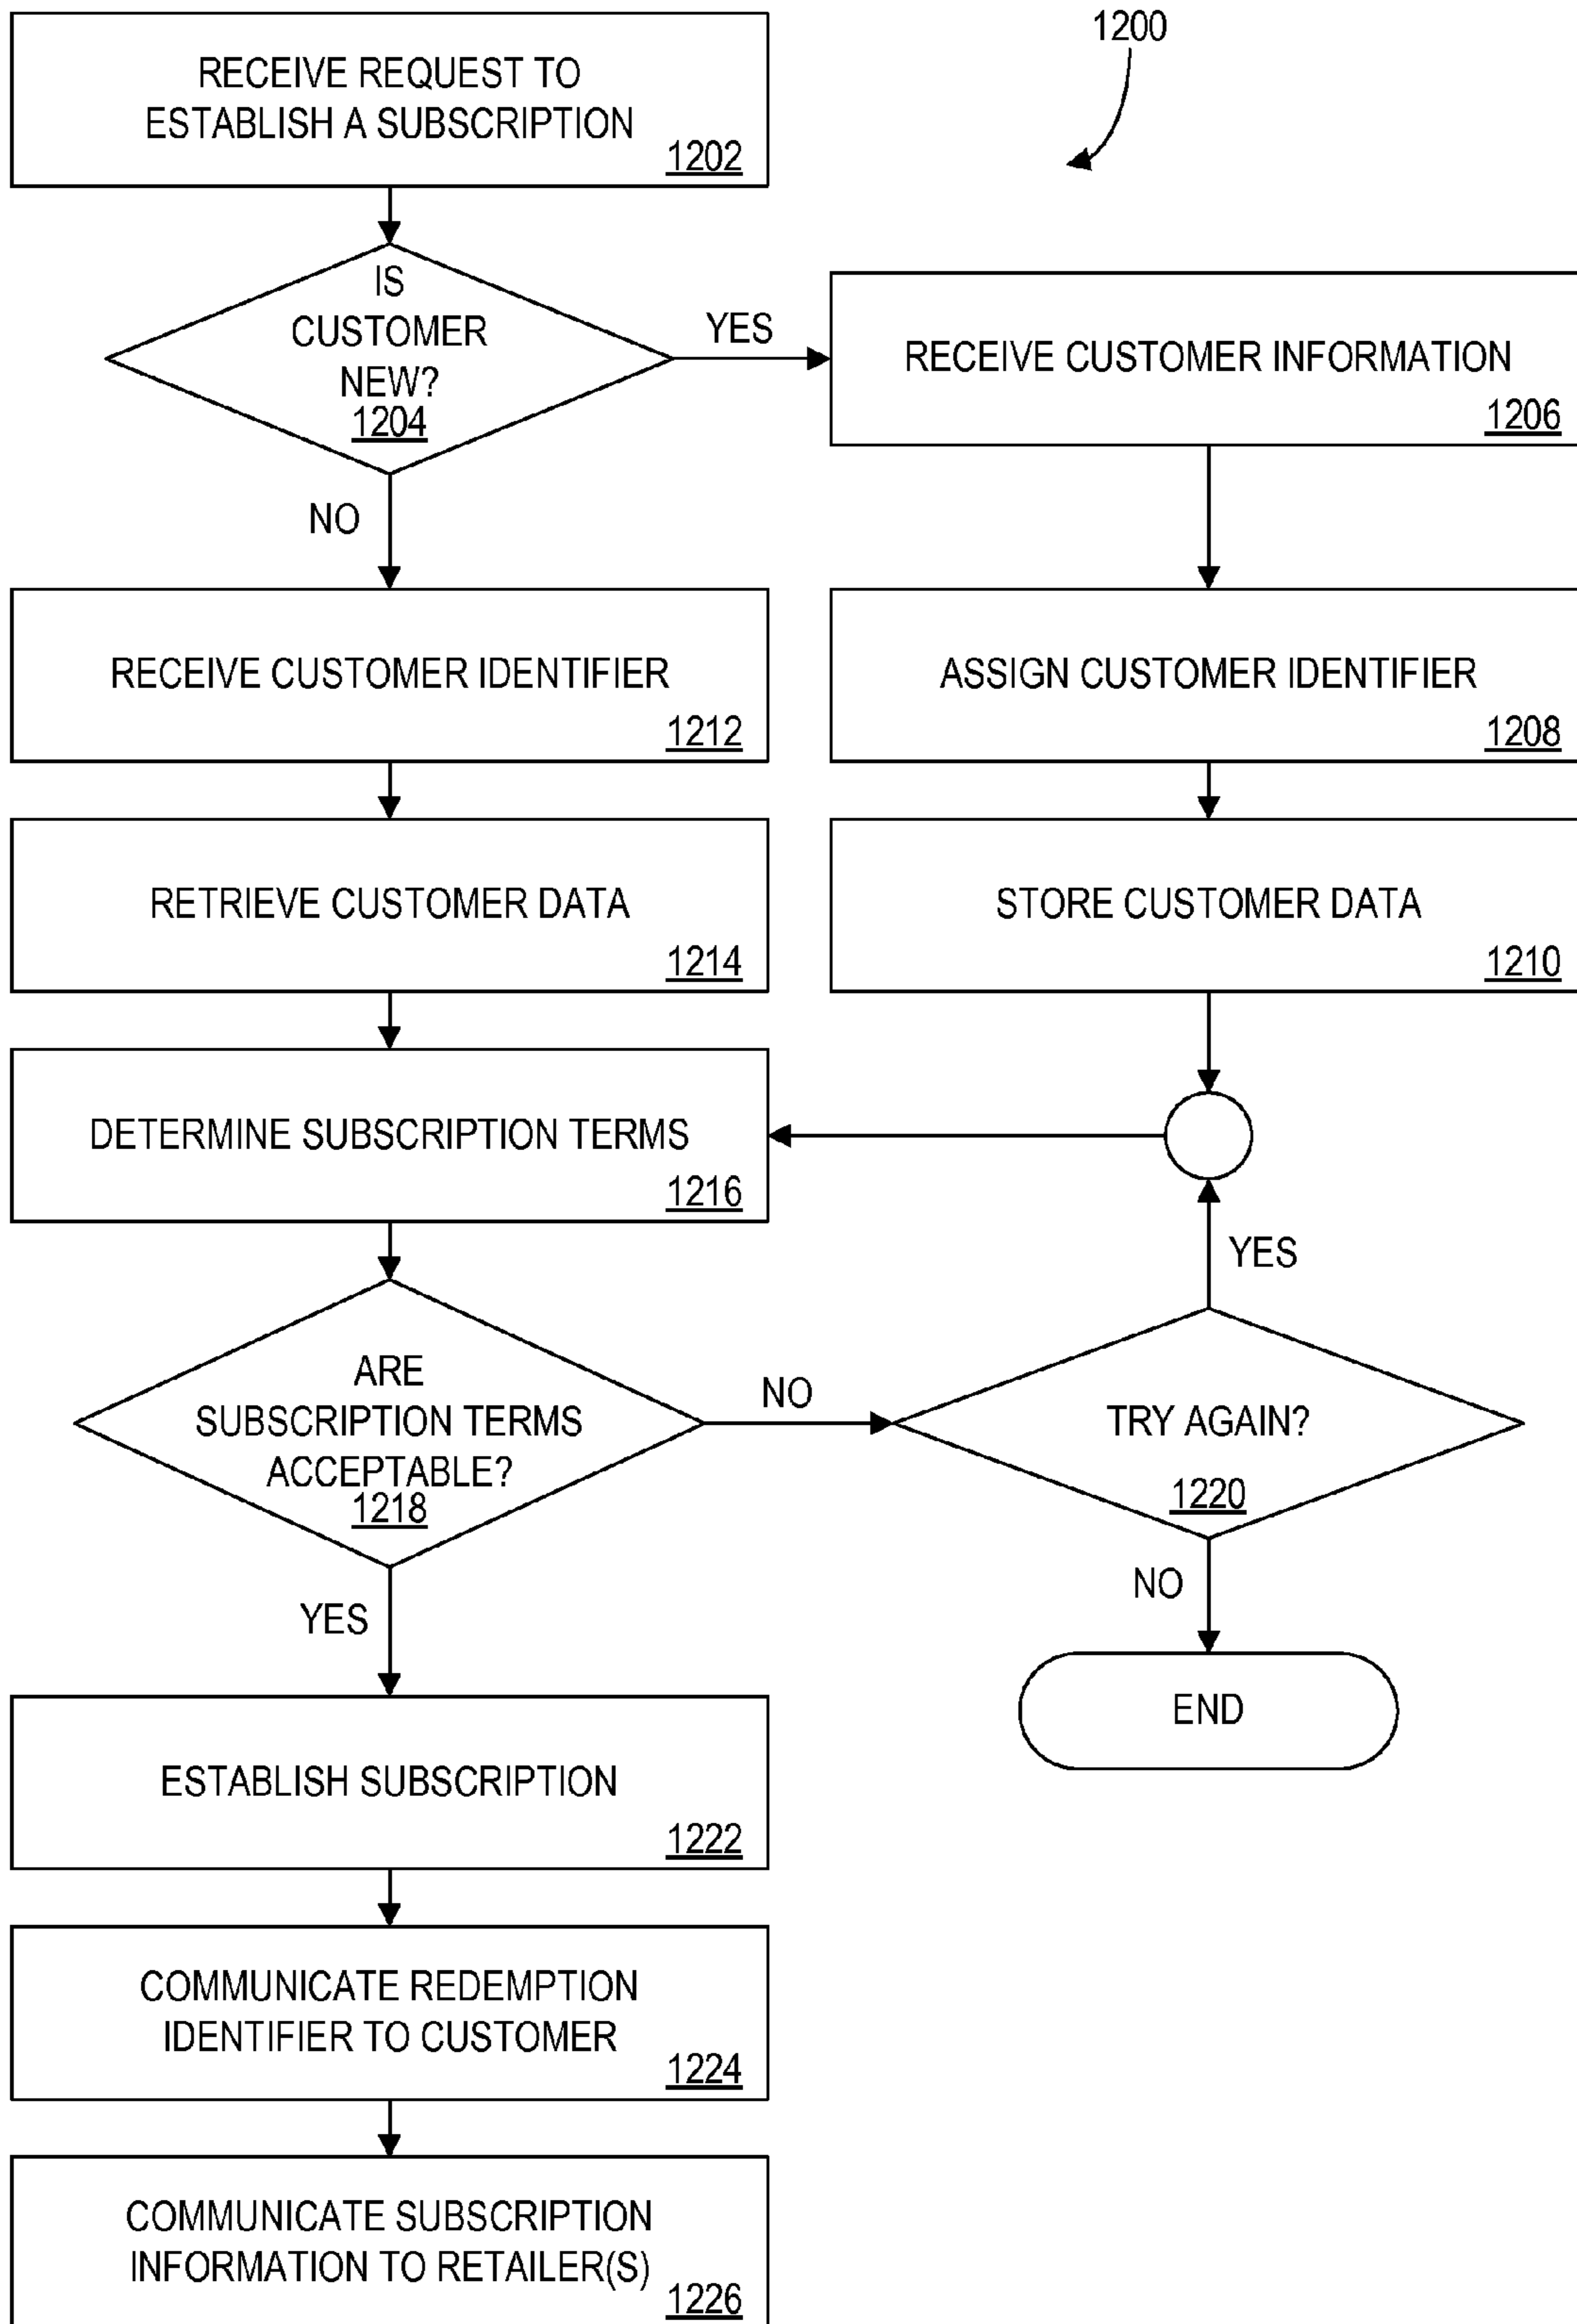 1200
RECEIVE REQUEST TO
ESTABLISH A SUBSCRIPTION
1202
IS
CUSTOMER
NEW?
1204
YES
RECEIVE CUSTOMER INFORMATION
1206
NO
RECEIVE CUSTOMER IDENTIFIER
1212
ASSIGN CUSTOMER IDENTIFIER
1208
RETRIEVE CUSTOMER DATA
1214
STORE CUSTOMER DATA
1210
DETERMINE SUBSCRIPTION TERMS
1216
YES
ARE
SUBSCRIPTION TERMS
ACCEPTABLE?
1218
NO
TRY AGAIN?
1220
NO
YES
END
ESTABLISH SUBSCRIPTION
1222
COMMUNICATE REDEMPTION
IDENTIFIER TO CUSTOMER
1224
COMMUNICATE SUBSCRIPTION
INFORMATION TO RETAILER(S)
1226